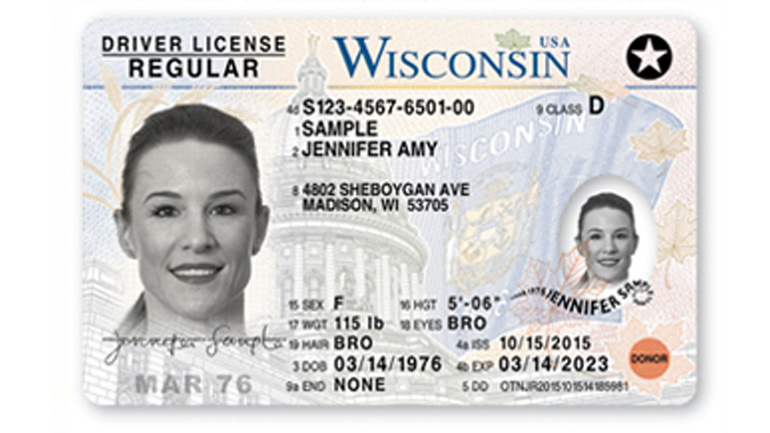 DRIVER LICENSE
REGULAR
WISCONSIN USA
4d S123-4567-6501-00
9 CLASS D
1 SAMPLE
2 JENNIFER AMY
8 4802 SHEBOYGAN AVE
MADISON, WI 53705
WISCONSIN
15 SEX F 16 HGT 5'-06"
17 WGT 115 lb 18 EYES BRO
19 HAIR BRO 4a ISS 10/15/2015
3 DOB 03/14/1976 4b EXP 03/14/2023
9a END NONE 5 DD OTNJR2015101514185981
Jennifer Sample
MAR 76
JENNIFER SAMPLE
DONOR